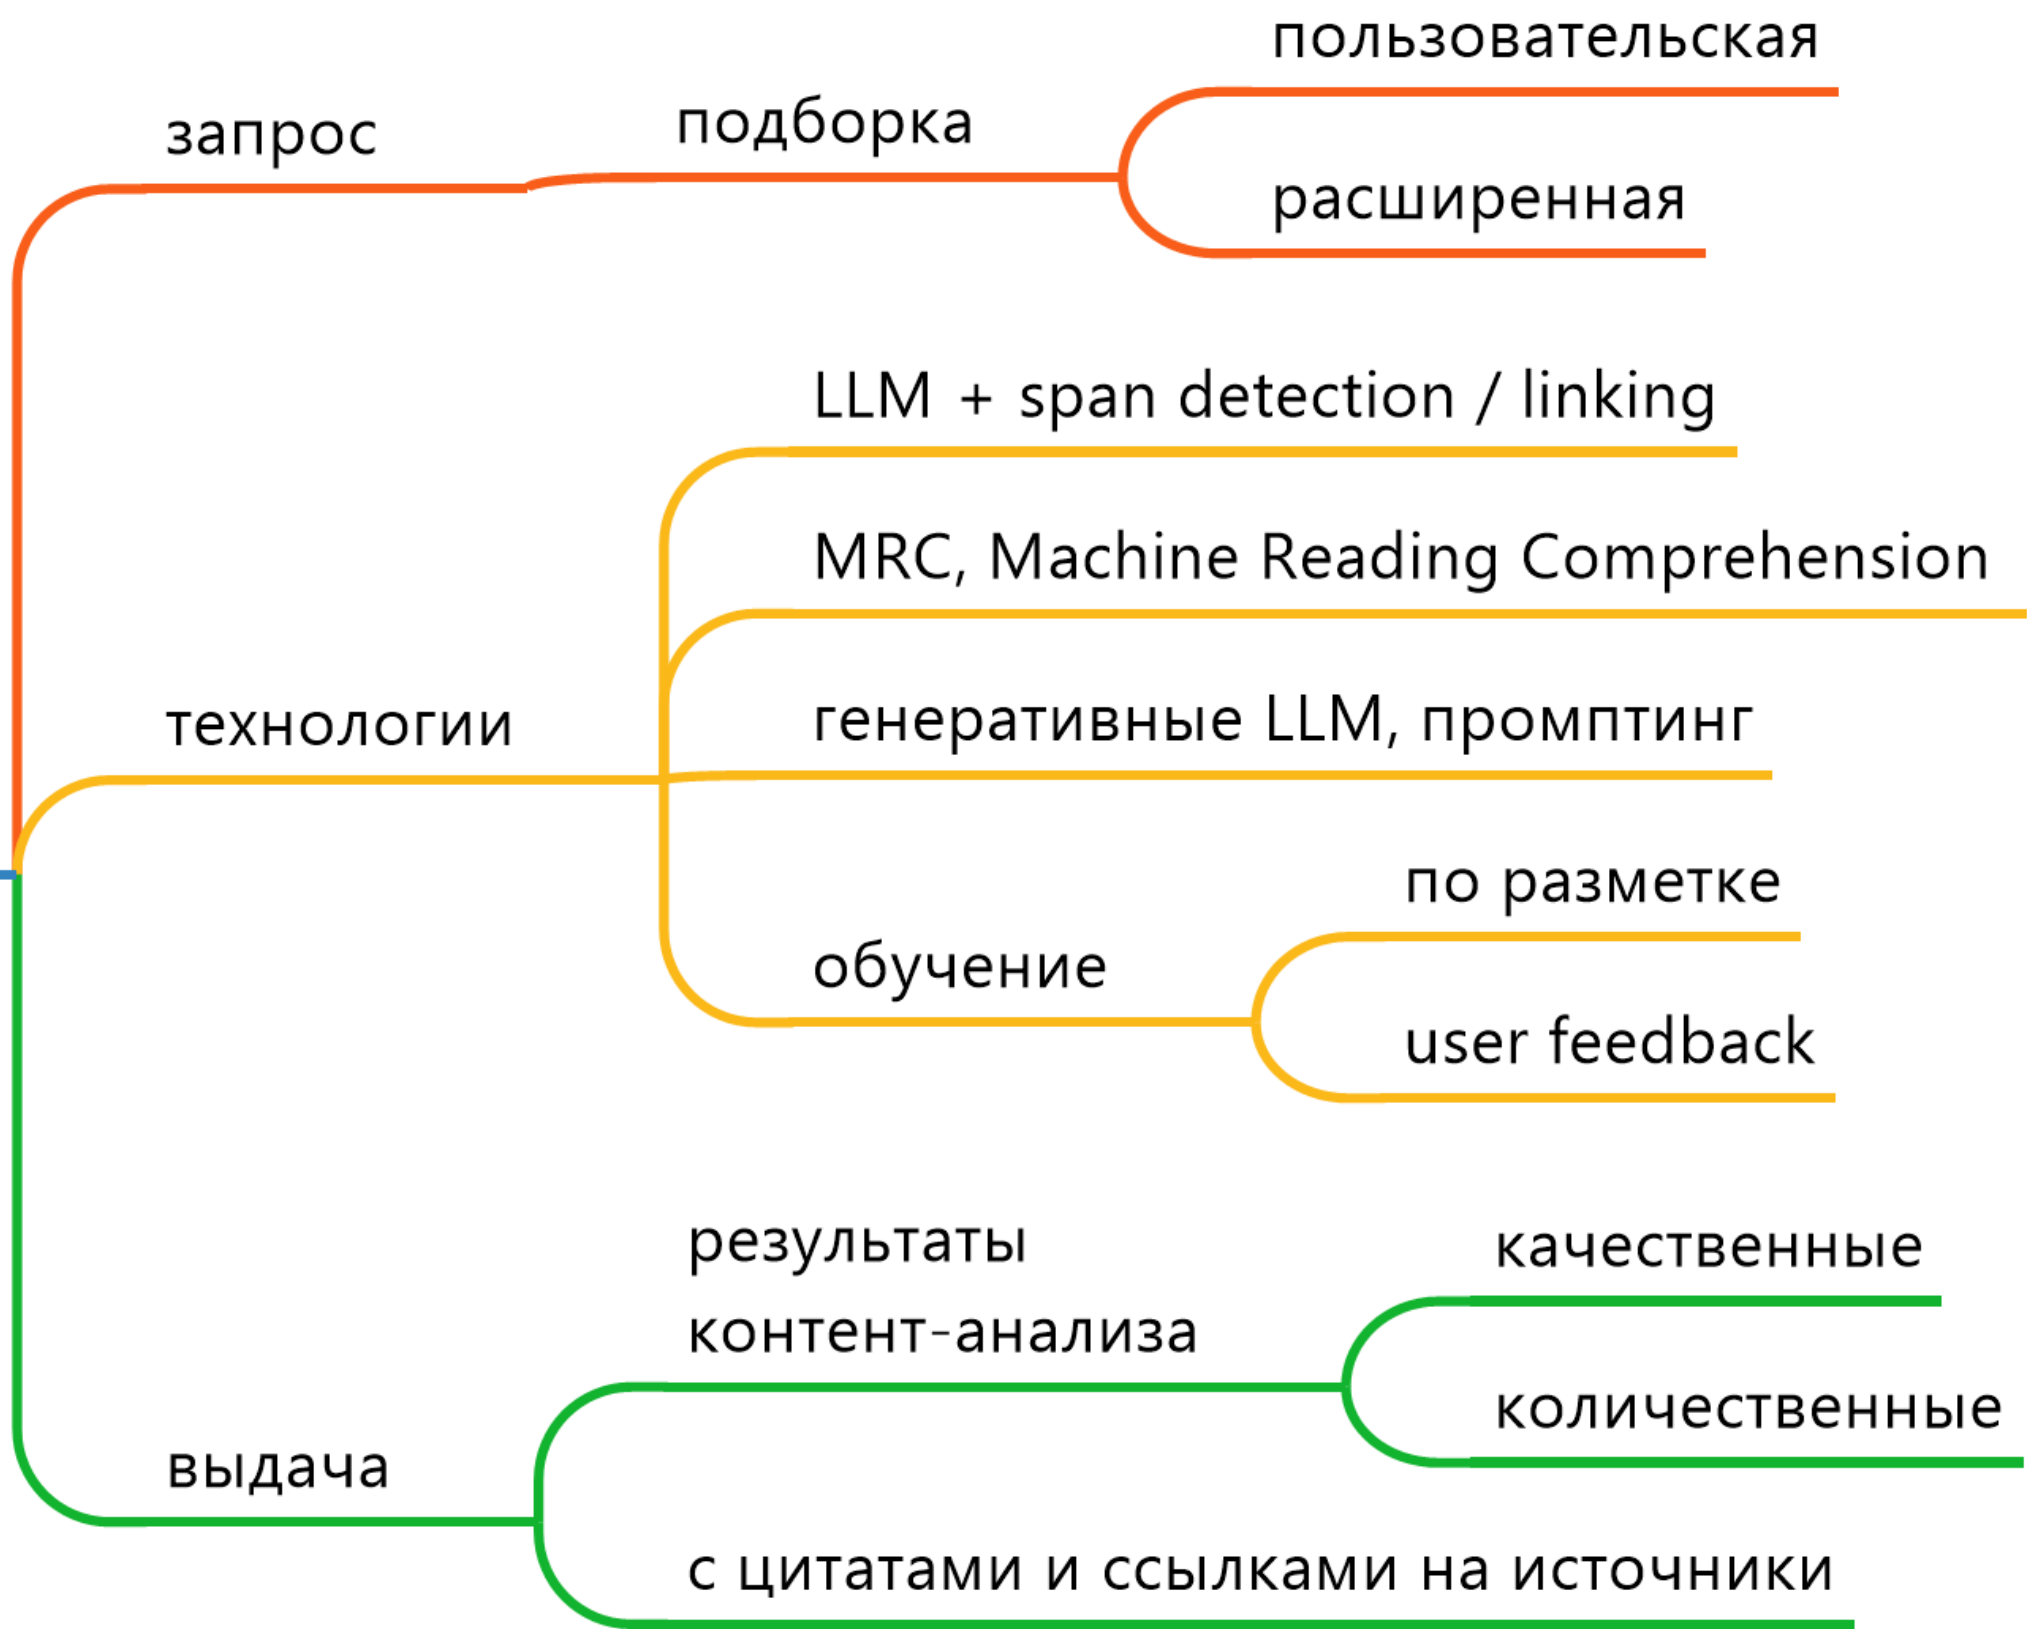 запрос
подборка
пользовательская
расширенная
технологии
LLM + span detection / linking
MRC, Machine Reading Comprehension
генеративные LLM, промптинг
обучение
по разметке
user feedback
выдача
результаты
контент-анализа
качественные
количественные
с цитатами и ссылками на источники